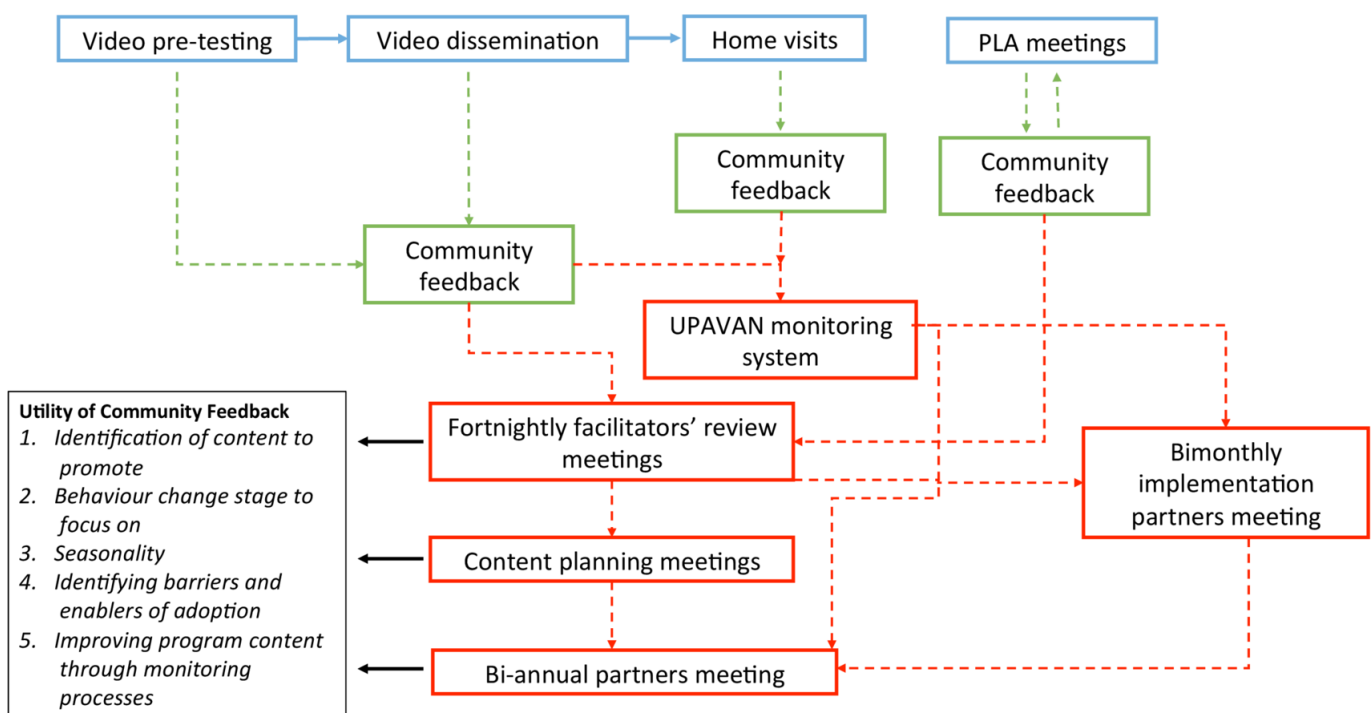 Video pre-testing
Video dissemination
Home visits
PLA meetings
Community
feedback
Community
feedback
Community
feedback
UPAVAN monitoring
system
Utility of Community Feedback
1. Identification of content to
promote
2. Behaviour change stage to
focus on
3. Seasonality
4. Identifying barriers and
enablers of adoption
5. Improving program content
through monitoring
processes
Fortnightly facilitators’ review
meetings
Bimonthly
implementation
partners meeting
Content planning meetings
Bi-annual partners meeting